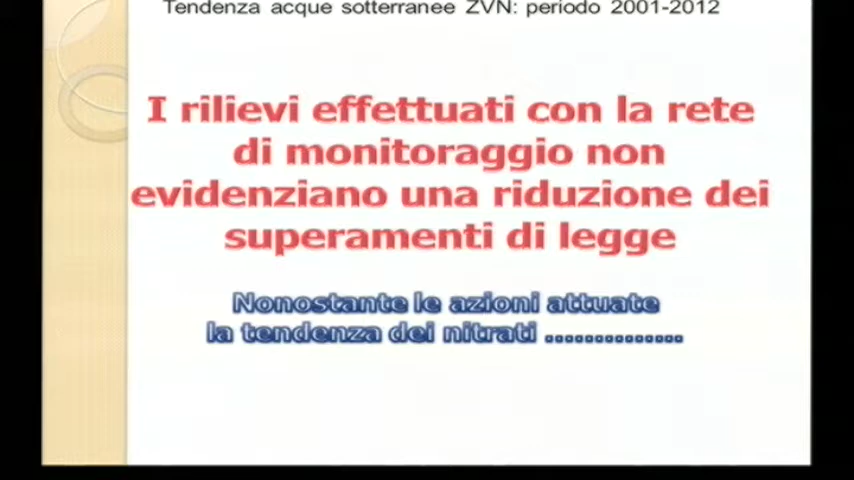 Tendenza acque sotterranee ZVN: periodo 2001-2012
I rilievi effettuati con la rete
di monitoraggio non
evidenziano una riduzione dei
superamenti di legge
Nonostante le azioni attuate
la tendenza dei nitrati ..............